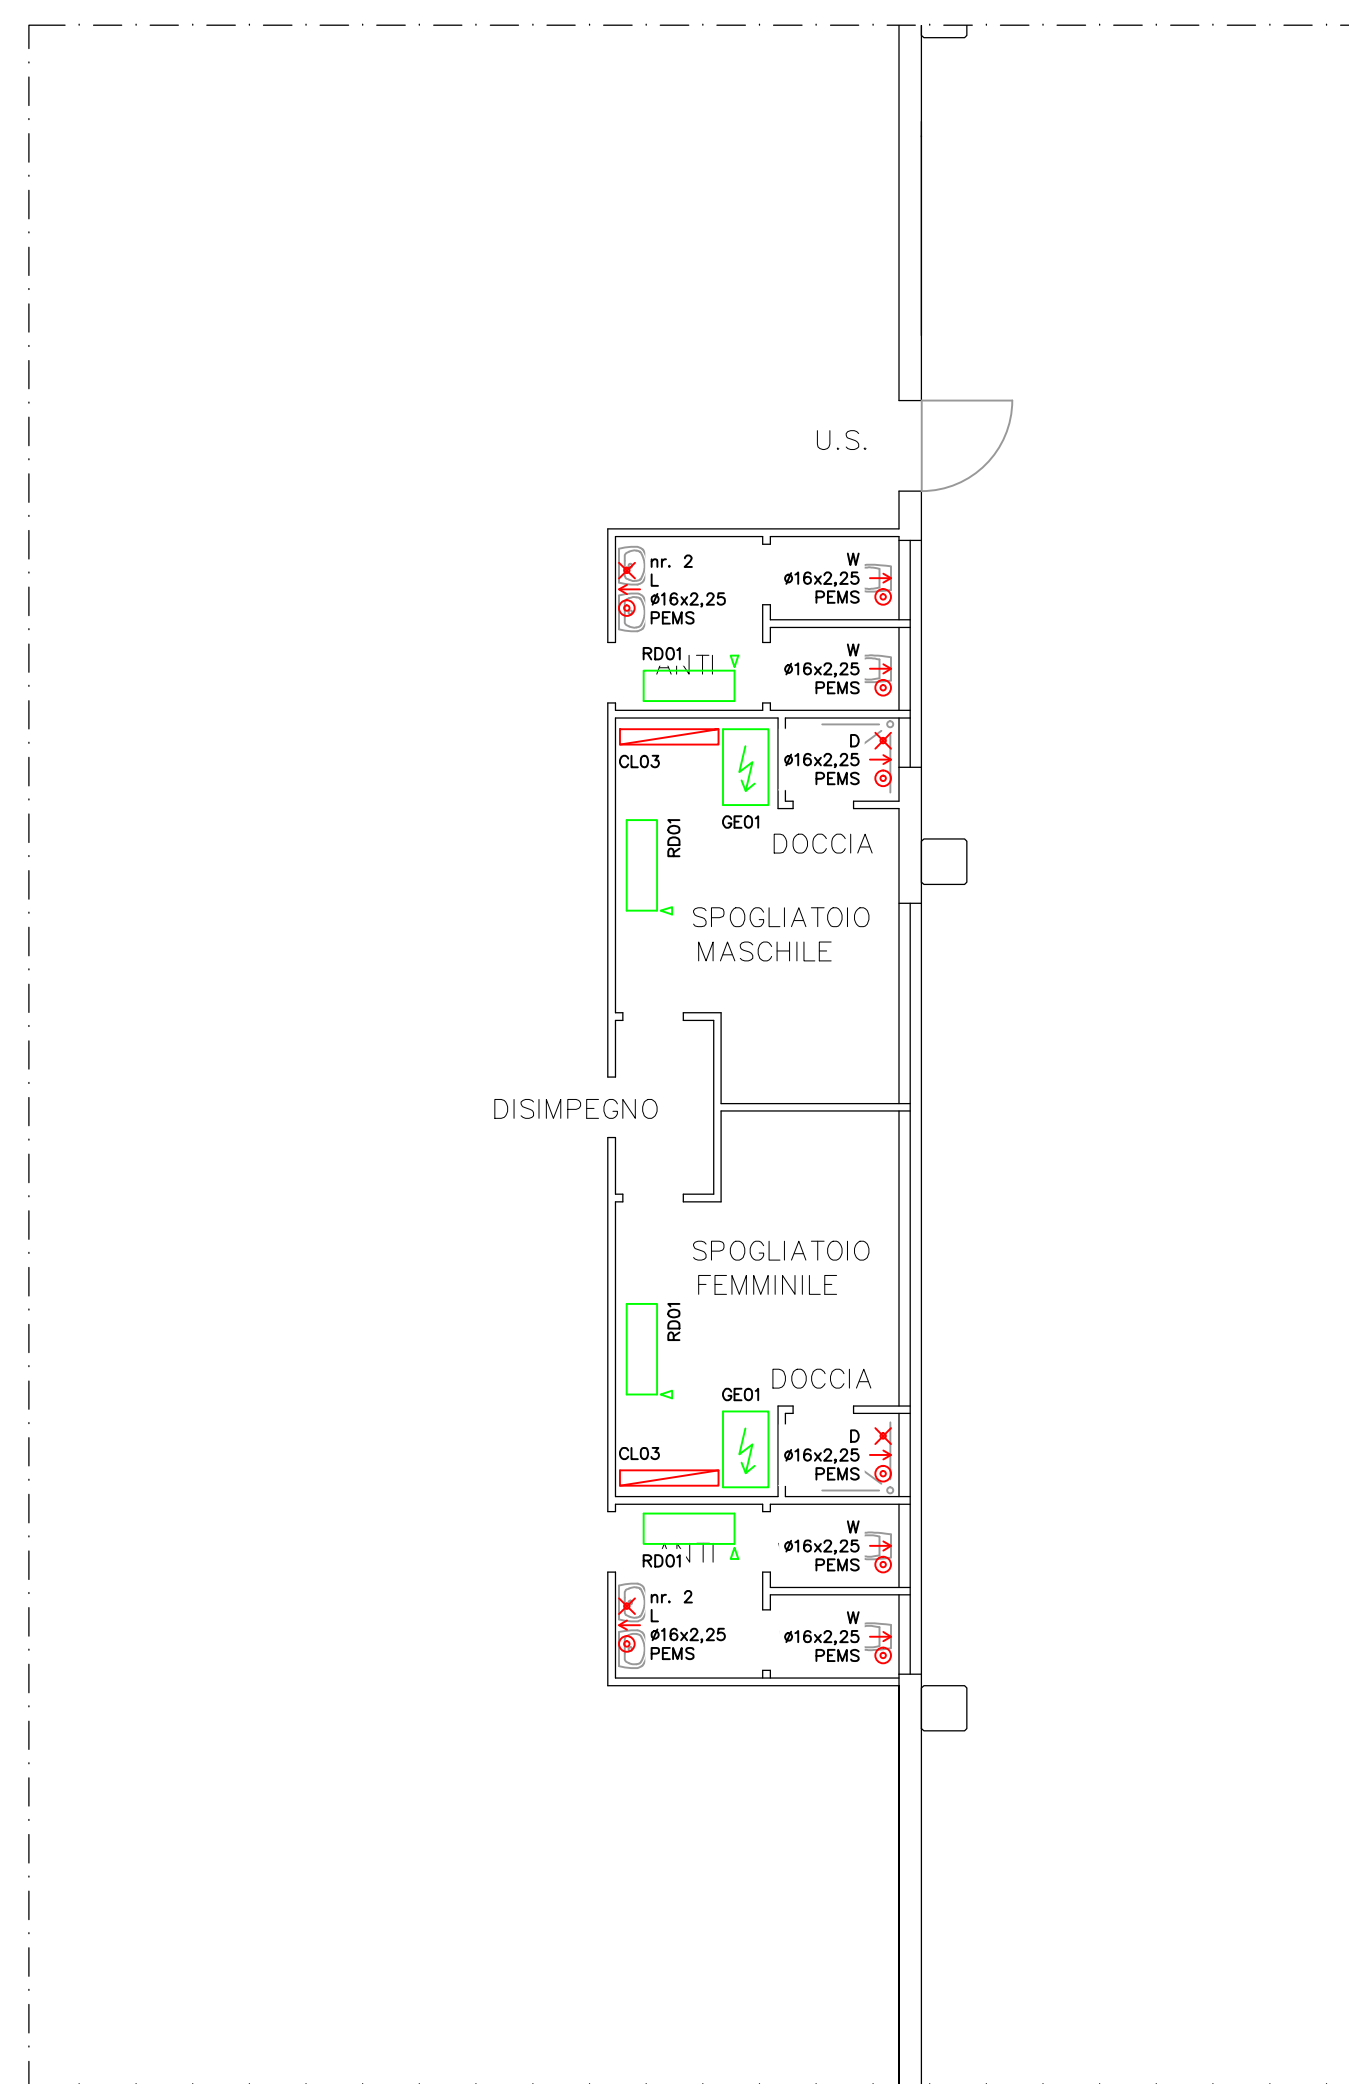 U.S.
nr. 2
L
ø16x2,25
PEMS
W
ø16x2,25
PEMS
RD01
ANTI
W
ø16x2,25
PEMS
CL03
GE01
D
ø16x2,25
PEMS
DOCCIA
RD01
SPOGLIATOIO
MASCHILE
DISIMPEGNO
SPOGLIATOIO
FEMMINILE
RD01
DOCCIA
GE01
CL03
D
ø16x2,25
PEMS
ANTI
RD01
W
ø16x2,25
PEMS
nr. 2
L
ø16x2,25
PEMS
W
ø16x2,25
PEMS